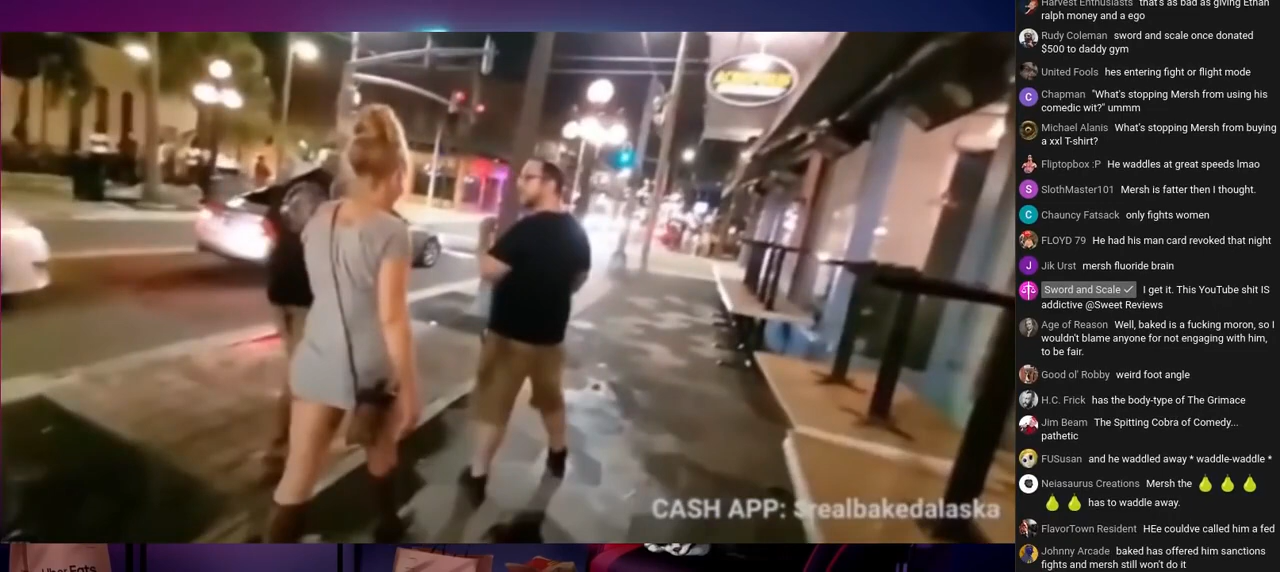 CASH APP: $realbakedalaska
Uber Eats
Harvest Enthusiasts that's as bad as giving Ethan
ralph money and a ego
Rudy Coleman sword and scale once donated
$500 to daddy gym
United Fools hes entering fight or flight mode
C Chapman "What's stopping Mersh from using his
comedic wit?" ummm
Michael Alanis What's stopping Mersh from buying
a xxl T-shirt?
Fliptopbox :P He waddles at great speeds lmao
S SlothMaster101 Mersh is fatter then I thought.
C Chauncy Fatsack only fights women
FLOYD 79 He had his man card revoked that night
J Jik Urst mersh fluoride brain
Sword and Scale ✓ I get it. This YouTube shit IS
addictive @Sweet Reviews
Age of Reason Well, baked is a fucking moron, so I
wouldn't blame anyone for not engaging with him,
to be fair.
Good ol' Robby weird foot angle
H.C. Frick has the body-type of The Grimace
Jim Beam The Spitting Cobra of Comedy...
pathetic
FUSusan and he waddled away * waddle-waddle *
Neiasaurus Creations Mersh the 🍐 🍐 🍐
🍐 🍐 has to waddle away.
FlavorTown Resident HEe couldve called him a fed
Johnny Arcade baked has offered him sanctions
fights and mersh still won't do it